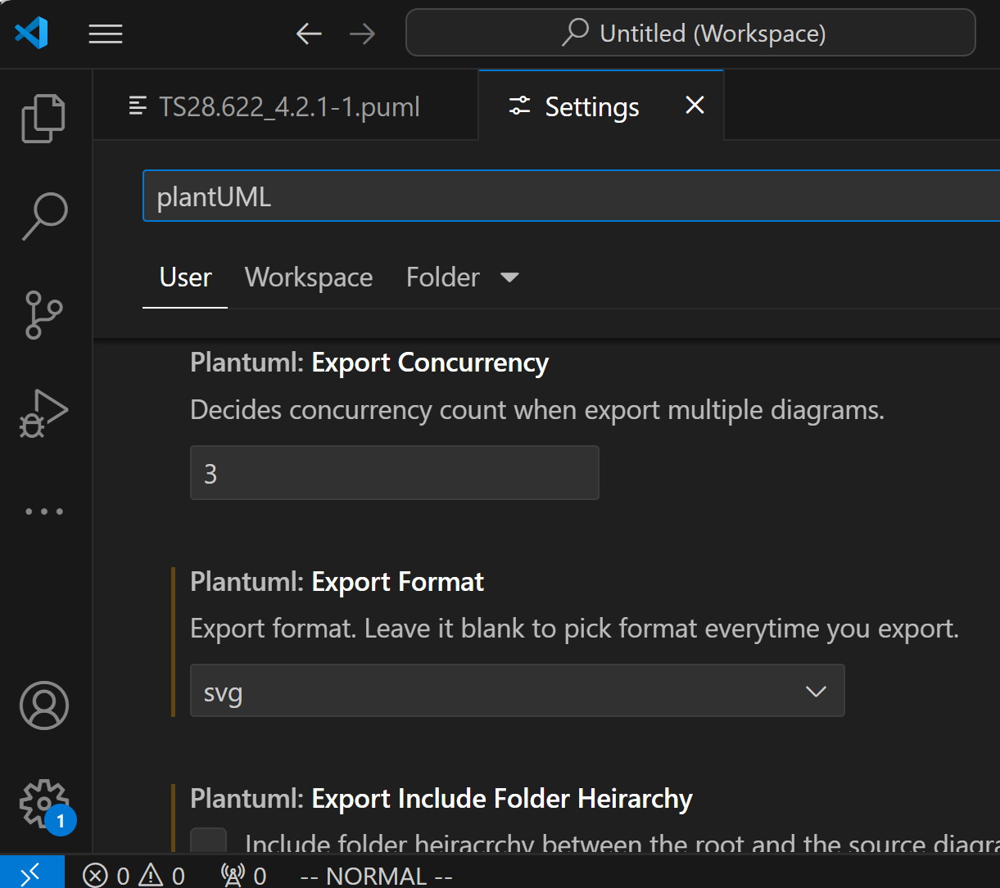 Untitled (Workspace)
TS28.622_4.2.1-1.puml
Settings
plantUML
User Workspace Folder
Plantuml: Export Concurrency
Decides concurrency count when export multiple diagrams.
3
Plantuml: Export Format
Export format. Leave it blank to pick format everytime you export.
svg
Plantuml: Export Include Folder Heirarchy
Include folder heiracrchy between the root and the source diagra
1
0 0 0 -- NORMAL --